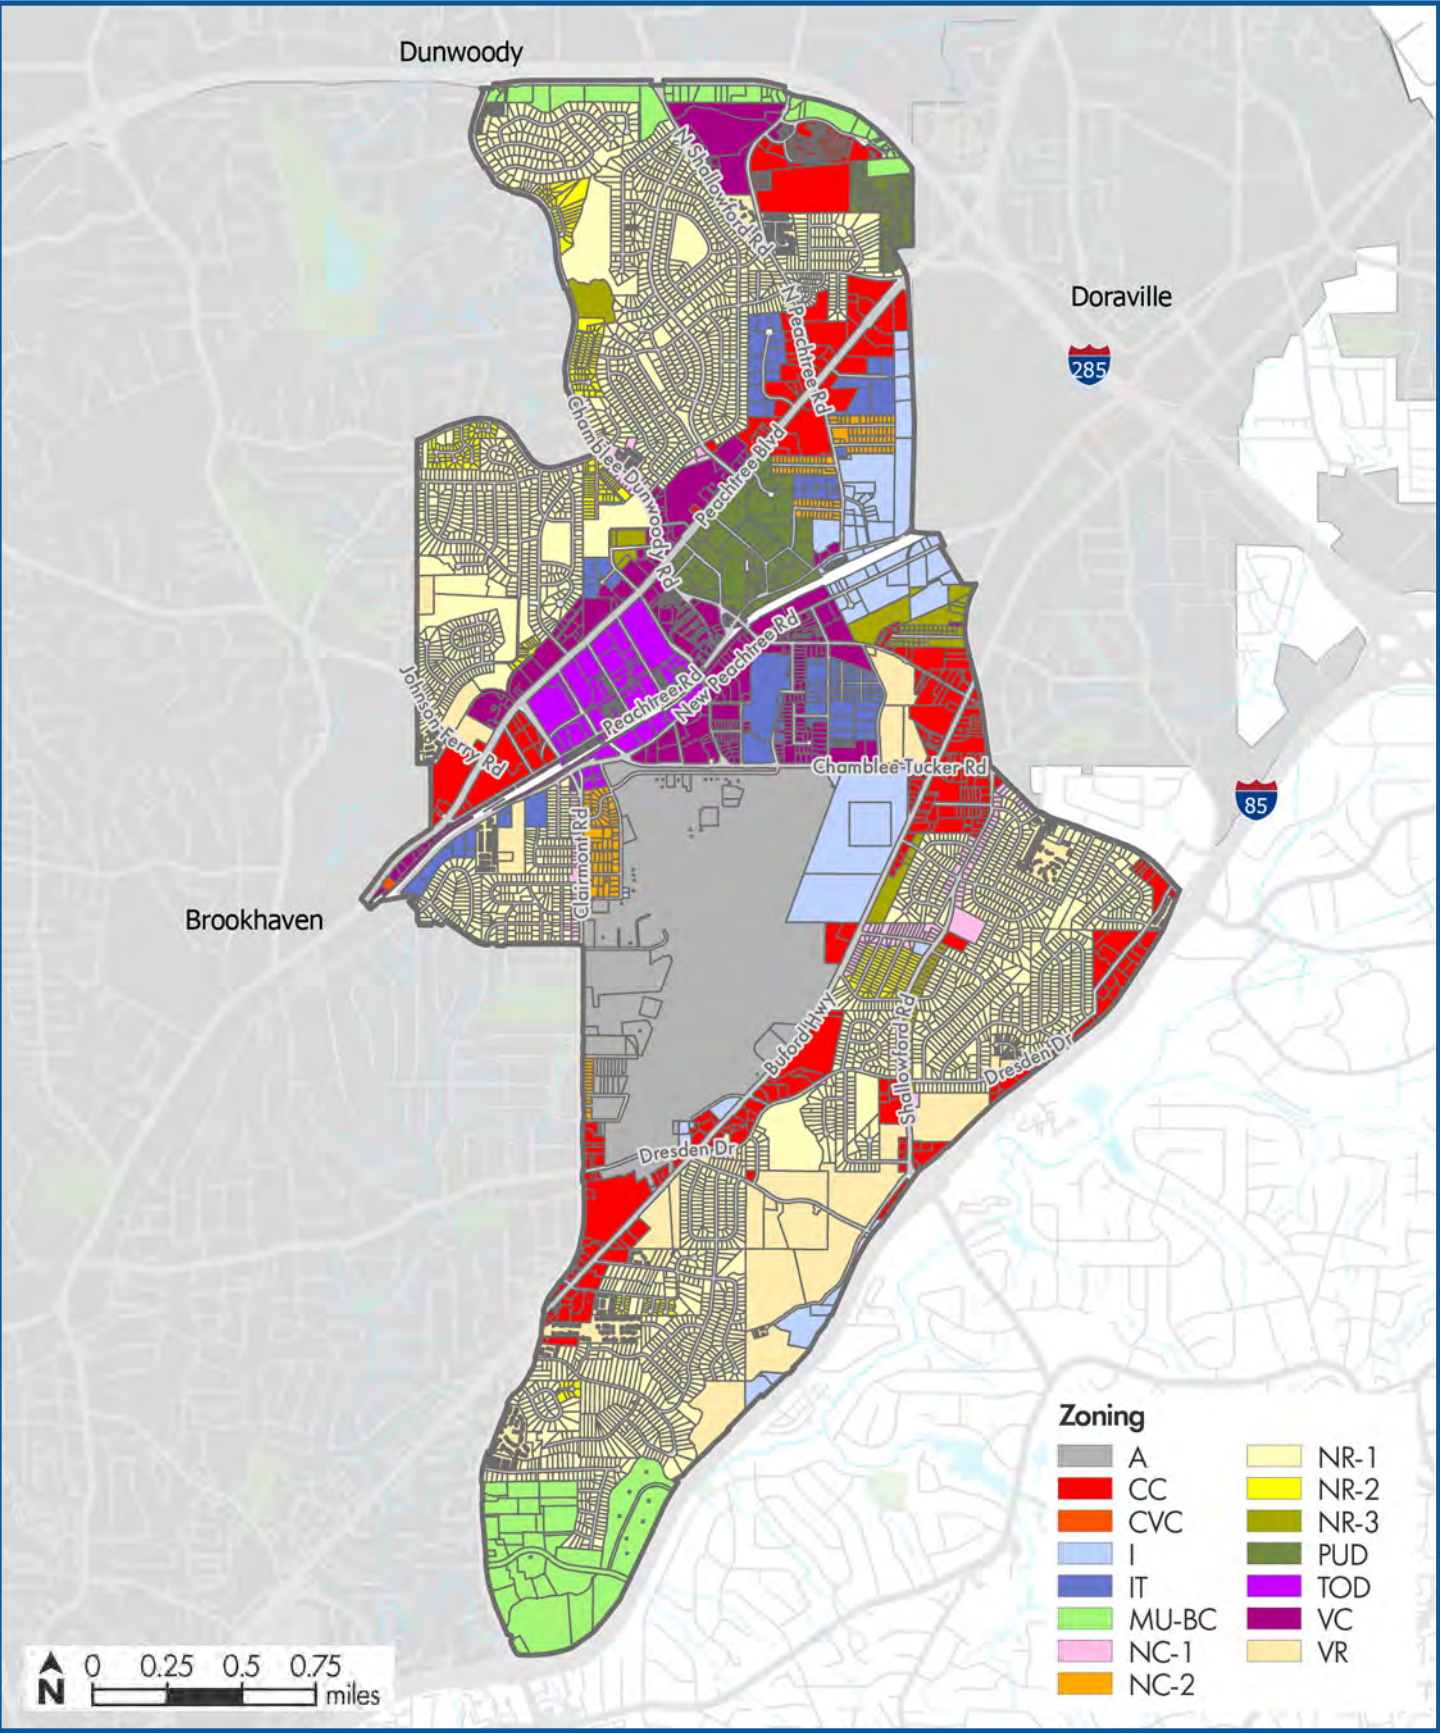 Dunwoody
N Shallowford Rd
Doraville
285
N Peachtree Rd
Chamblee Dunwoody Rd
Peachtree Blvd
Johnson Ferry Rd
Peachtree Rd
New Peachtree Rd
Chamblee-Tucker Rd
85
Clairmont Rd
Brookhaven
Buford Hwy
Shallowford Rd
Dresden Dr
Dresden Dr
Zoning
A
CC
CVC
I
IT
MU-BC
NC-1
NC-2
NR-1
NR-2
NR-3
PUD
TOD
VC
VR
N
0 0.25 0.5 0.75
miles